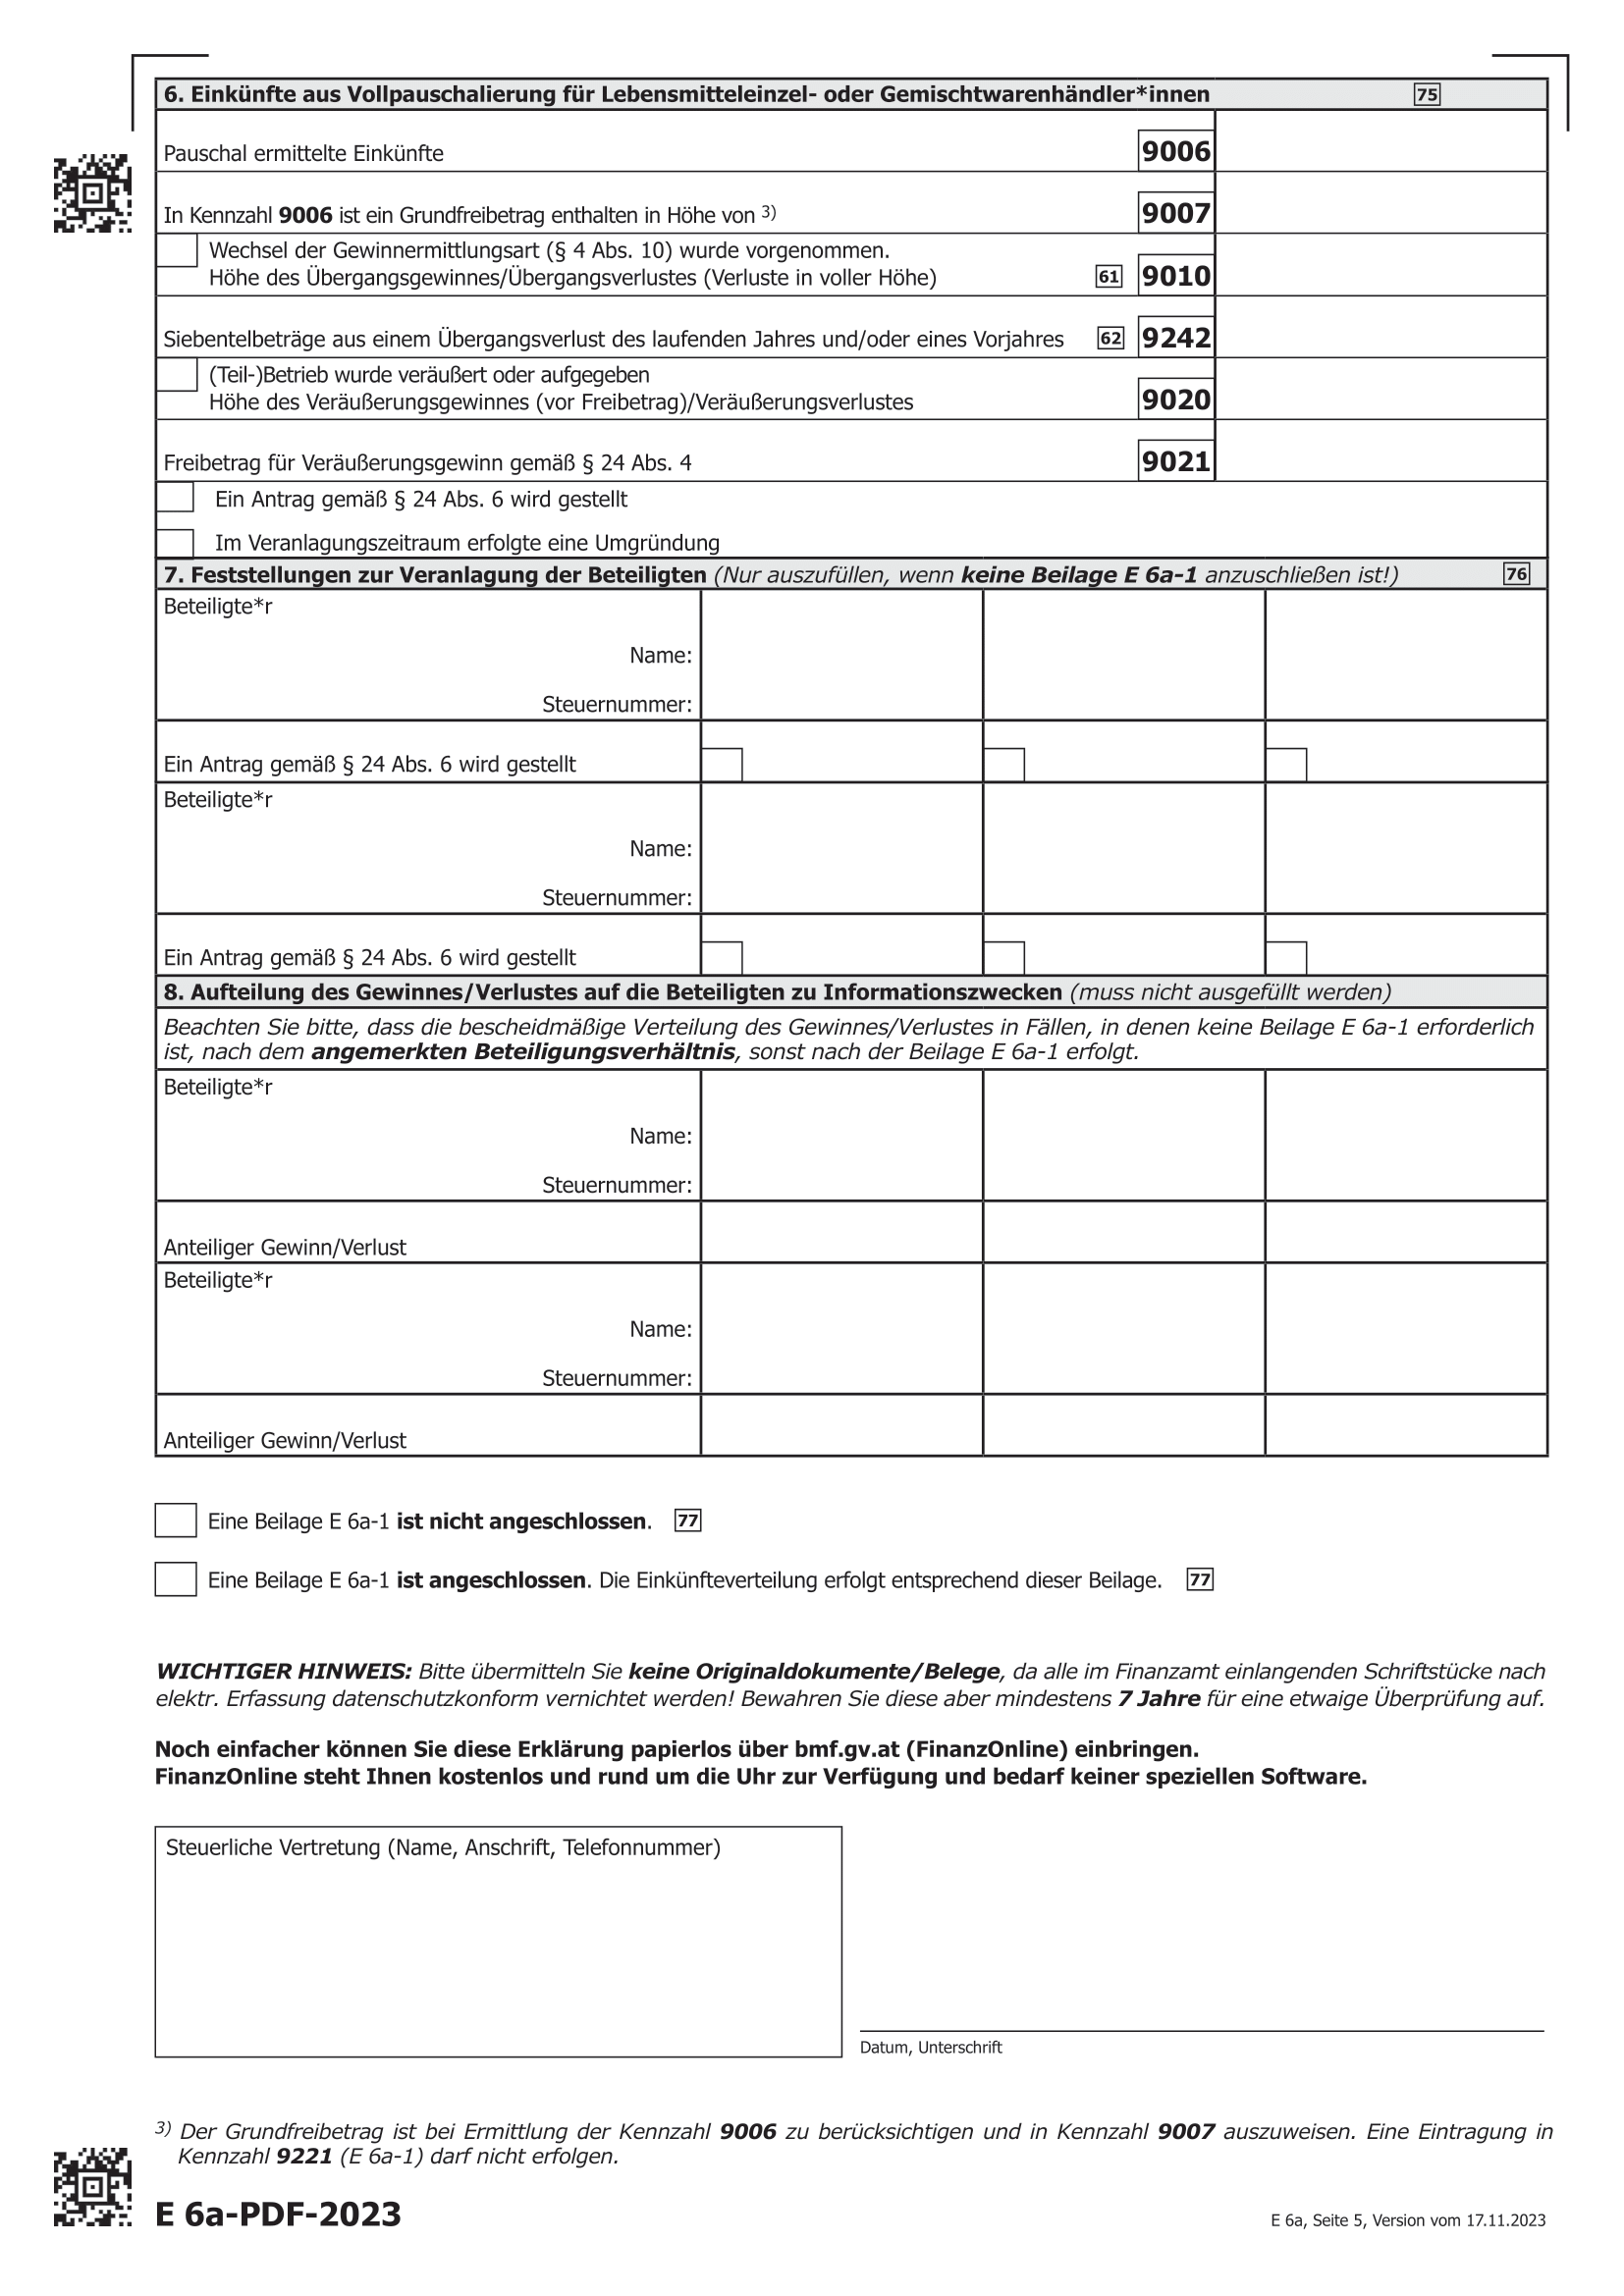 6. Einkünfte aus Vollpauschalierung für Lebensmitteleinzel- oder Gemischtwarenhändler*innen 75
Pauschal ermittelte Einkünfte 9006
In Kennzahl 9006 ist ein Grundfreibetrag enthalten in Höhe von 3) 9007
Wechsel der Gewinnermittlungsart (§ 4 Abs. 10) wurde vorgenommen.
Höhe des Übergangsgewinnes/Übergangsverlustes (Verluste in voller Höhe) 61 9010
Siebentelbeträge aus einem Übergangsverlust des laufenden Jahres und/oder eines Vorjahres 62 9242
(Teil-)Betrieb wurde veräußert oder aufgegeben
Höhe des Veräußerungsgewinnes (vor Freibetrag)/Veräußerungsverlustes 9020
Freibetrag für Veräußerungsgewinn gemäß § 24 Abs. 4 9021
Ein Antrag gemäß § 24 Abs. 6 wird gestellt
Im Veranlagungszeitraum erfolgte eine Umgründung
7. Feststellungen zur Veranlagung der Beteiligten (Nur auszufüllen, wenn keine Beilage E 6a-1 anzuschließen ist!) 76
Beteiligte*r
Name:
Steuernummer:
Ein Antrag gemäß § 24 Abs. 6 wird gestellt
Beteiligte*r
Name:
Steuernummer:
Ein Antrag gemäß § 24 Abs. 6 wird gestellt
8. Aufteilung des Gewinnes/Verlustes auf die Beteiligten zu Informationszwecken (muss nicht ausgefüllt werden)
Beachten Sie bitte, dass die bescheidmäßige Verteilung des Gewinnes/Verlustes in Fällen, in denen keine Beilage E 6a-1 erforderlich
ist, nach dem angemerkten Beteiligungsverhältnis, sonst nach der Beilage E 6a-1 erfolgt.
Beteiligte*r
Name:
Steuernummer:
Anteiliger Gewinn/Verlust
Beteiligte*r
Name:
Steuernummer:
Anteiliger Gewinn/Verlust
Eine Beilage E 6a-1 ist nicht angeschlossen. 77
Eine Beilage E 6a-1 ist angeschlossen. Die Einkünfteverteilung erfolgt entsprechend dieser Beilage. 77
WICHTIGER HINWEIS: Bitte übermitteln Sie keine Originaldokumente/Belege, da alle im Finanzamt einlangenden Schriftstücke nach
elektr. Erfassung datenschutzkonform vernichtet werden! Bewahren Sie diese aber mindestens 7 Jahre für eine etwaige Überprüfung auf.
Noch einfacher können Sie diese Erklärung papierlos über bmf.gv.at (FinanzOnline) einbringen.
FinanzOnline steht Ihnen kostenlos und rund um die Uhr zur Verfügung und bedarf keiner speziellen Software.
Steuerliche Vertretung (Name, Anschrift, Telefonnummer)
Datum, Unterschrift
3) Der Grundfreibetrag ist bei Ermittlung der Kennzahl 9006 zu berücksichtigen und in Kennzahl 9007 auszuweisen. Eine Eintragung in
Kennzahl 9221 (E 6a-1) darf nicht erfolgen.
E 6a-PDF-2023
E 6a, Seite 5, Version vom 17.11.2023